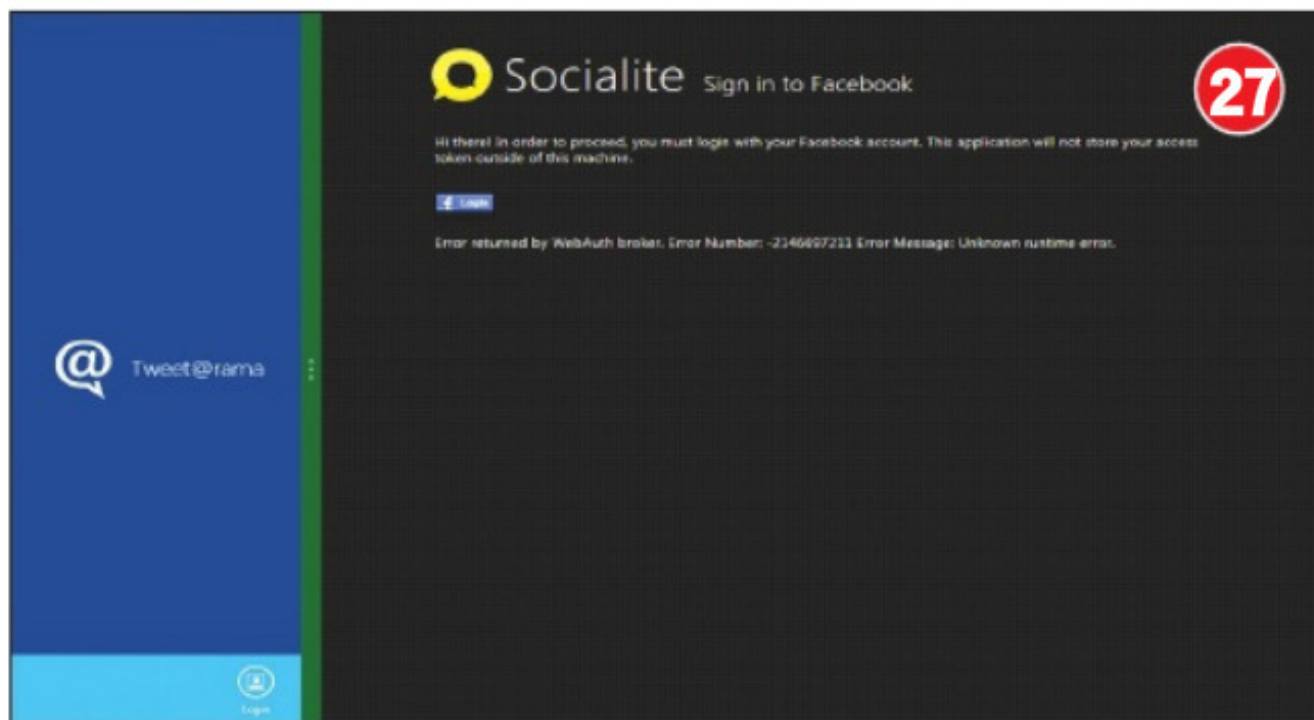 Socialite Sign in to Facebook
27
Hi there! In order to proceed, you must login with your Facebook account. This application will not store your access
token outside of this machine.
Login
Error returned by WebAuth broker. Error Number: -2146697211 Error Message: Unknown runtime error.
@ Tweet@rama
Login